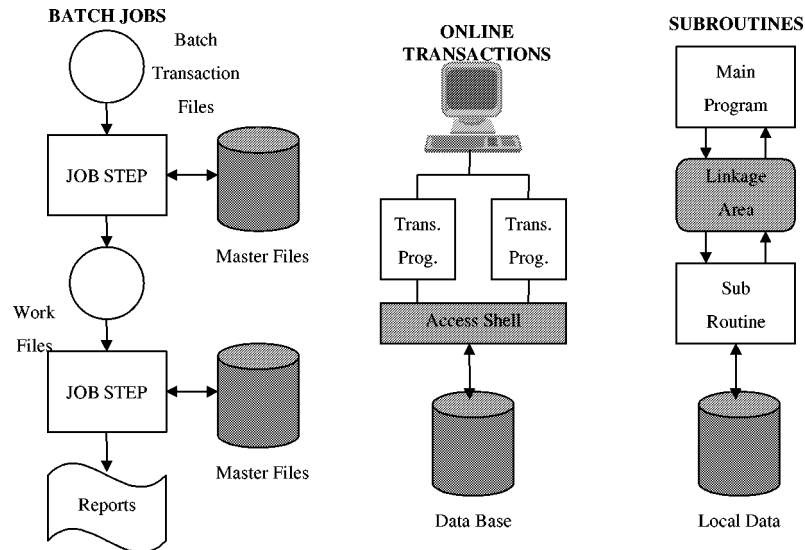 BATCH JOBS
Batch
Transaction
Files
JOB STEP
Master Files
Work
Files
JOB STEP
Master Files
Reports
ONLINE
TRANSACTIONS
Trans.
Prog.
Trans.
Prog.
Access Shell
Data Base
SUBROUTINES
Main
Program
Linkage
Area
Sub
Routine
Local Data